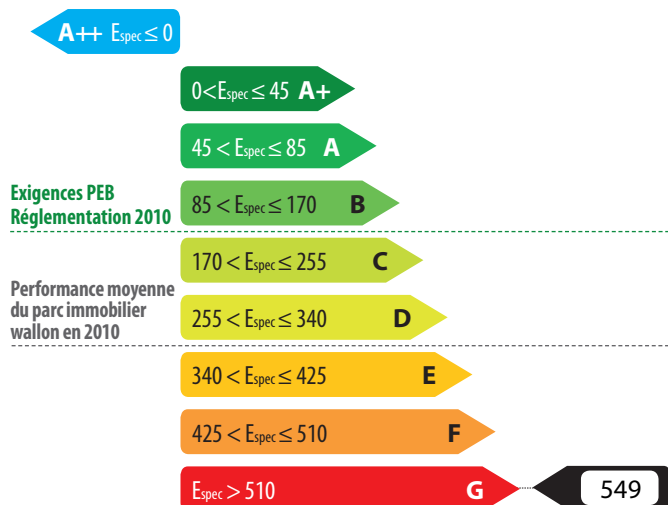 A++ Espec ≤ 0
0<Espec ≤ 45 A+
45 < Espec ≤ 85 A
Exigences PEB
Réglementation 2010
85 < Espec ≤ 170 B
170 < Espec ≤ 255 C
Performance moyenne
du parc immobilier
wallon en 2010
255 < Espec ≤ 340 D
340 < Espec ≤ 425 E
425 < Espec ≤ 510 F
Espec > 510 G 549